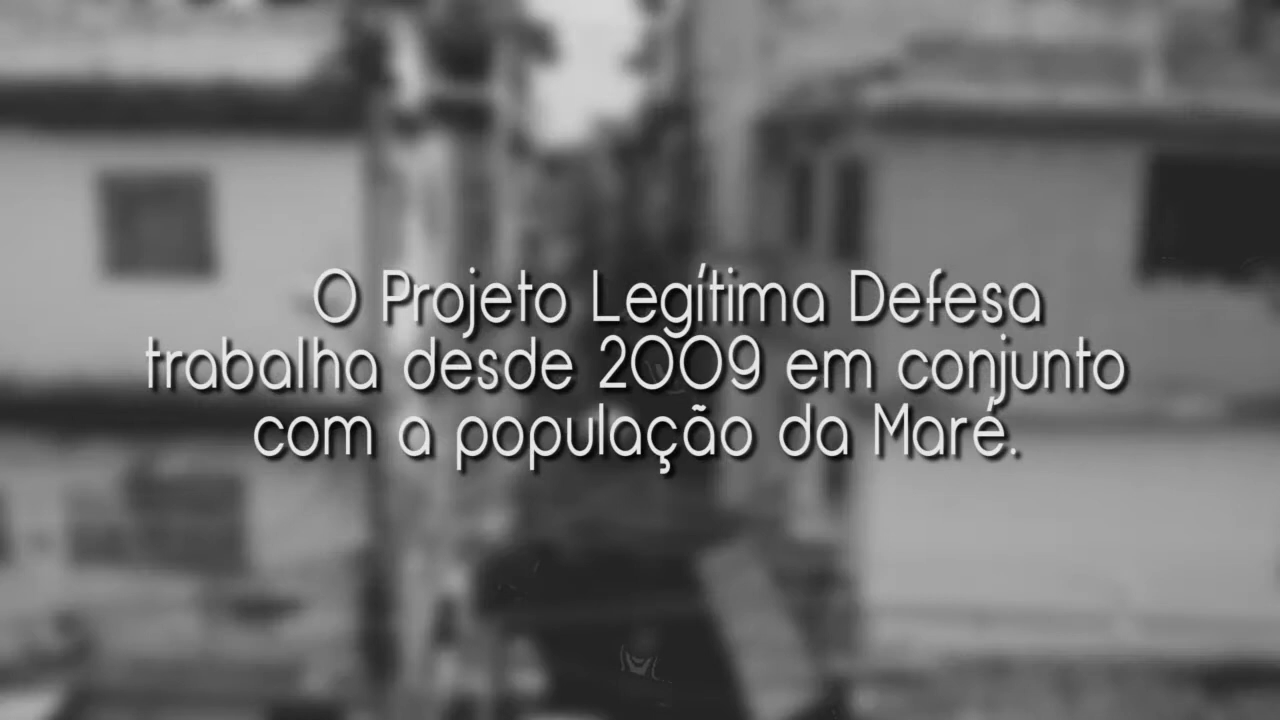 O Projeto Legítima Defesa
trabalha desde 2009 em conjunto
com a população da Maré.